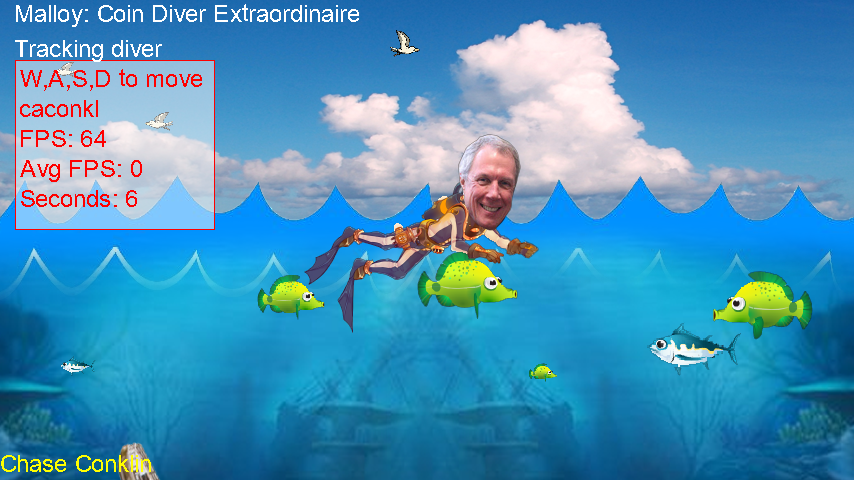 Malloy: Coin Diver Extraordinaire
Tracking diver
W,A,S,D to move
caconkl
FPS: 64
Avg FPS: 0
Seconds: 6
Chase Conklin